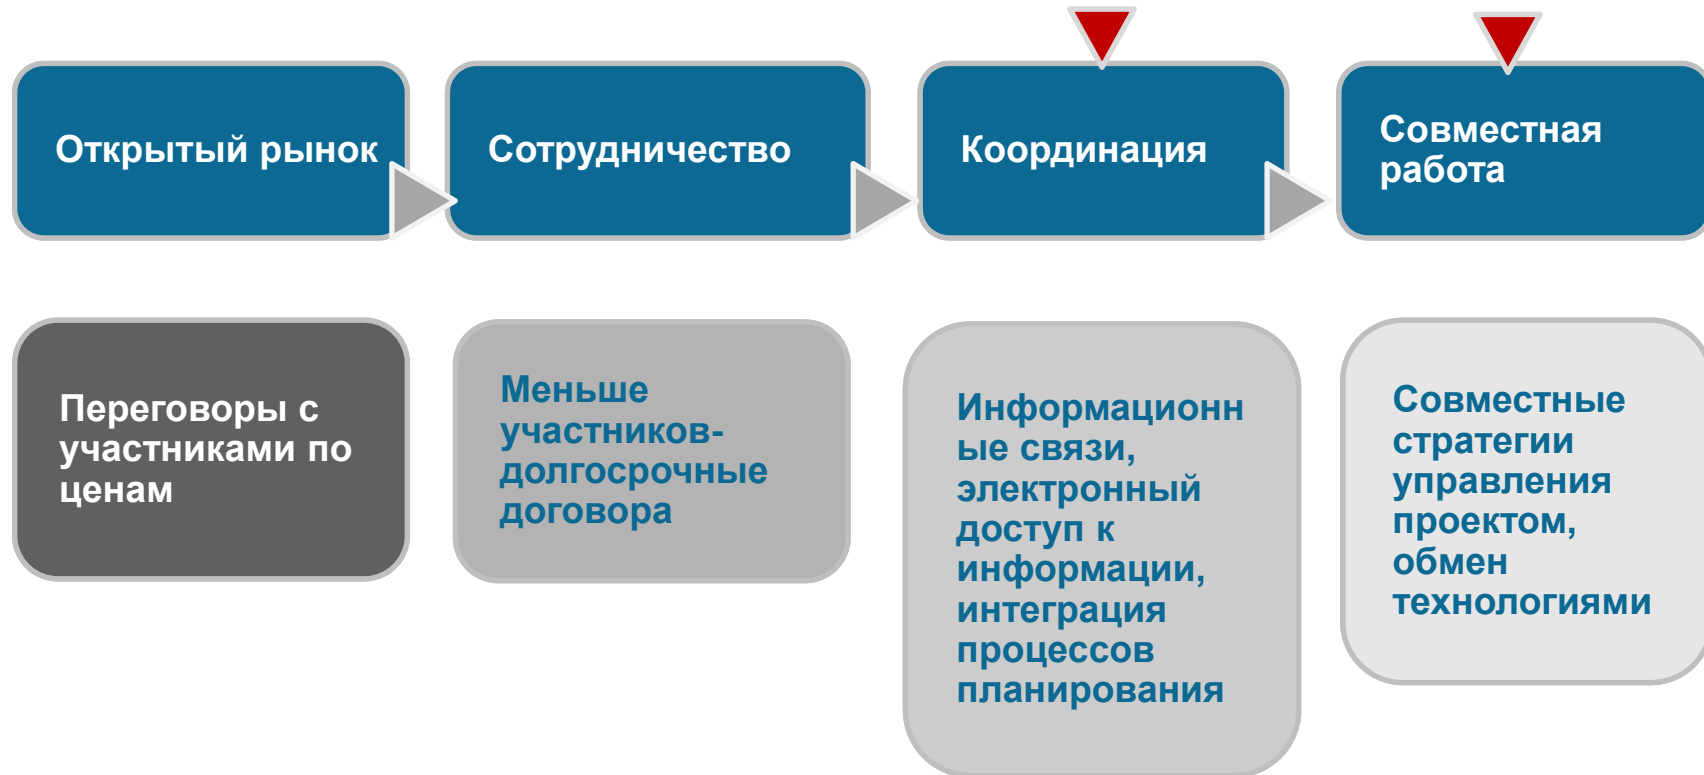 Открытый рынок
Сотрудничество
Координация
Совместная
работа
Переговоры с
участниками по
ценам
Меньше
участников-
долгосрочные
договора
Информационн
ые связи,
электронный
доступ к
информации,
интеграция
процессов
планирования
Совместные
стратегии
управления
проектом,
обмен
технологиями